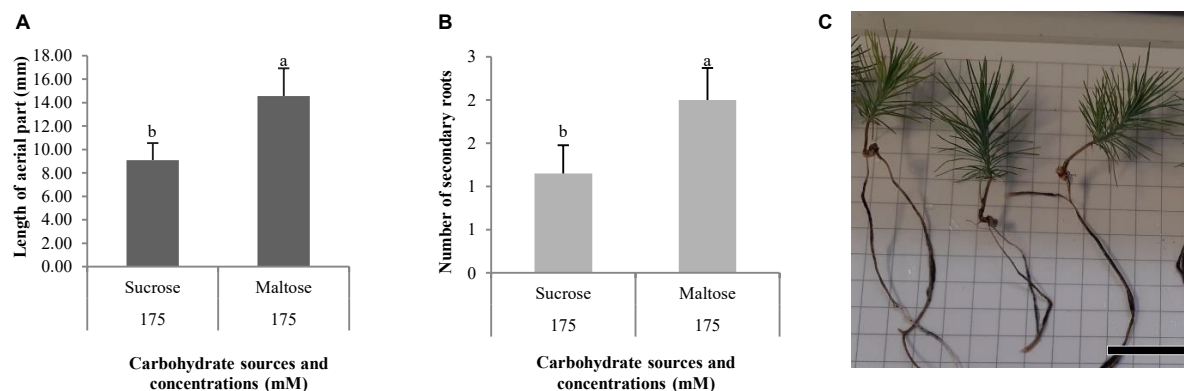 A
Length of aerial part (mm)
18.00
16.00
14.00
12.00
10.00
8.00
6.00
4.00
2.00
0.00
b
a
Sucrose
Maltose
175
175
Carbohydrate sources and
concentrations (mM)
B
Number of secondary roots
3
2
2
1
1
0
b
a
Sucrose
Maltose
175
175
Carbohydrate sources and
concentrations (mM)
C